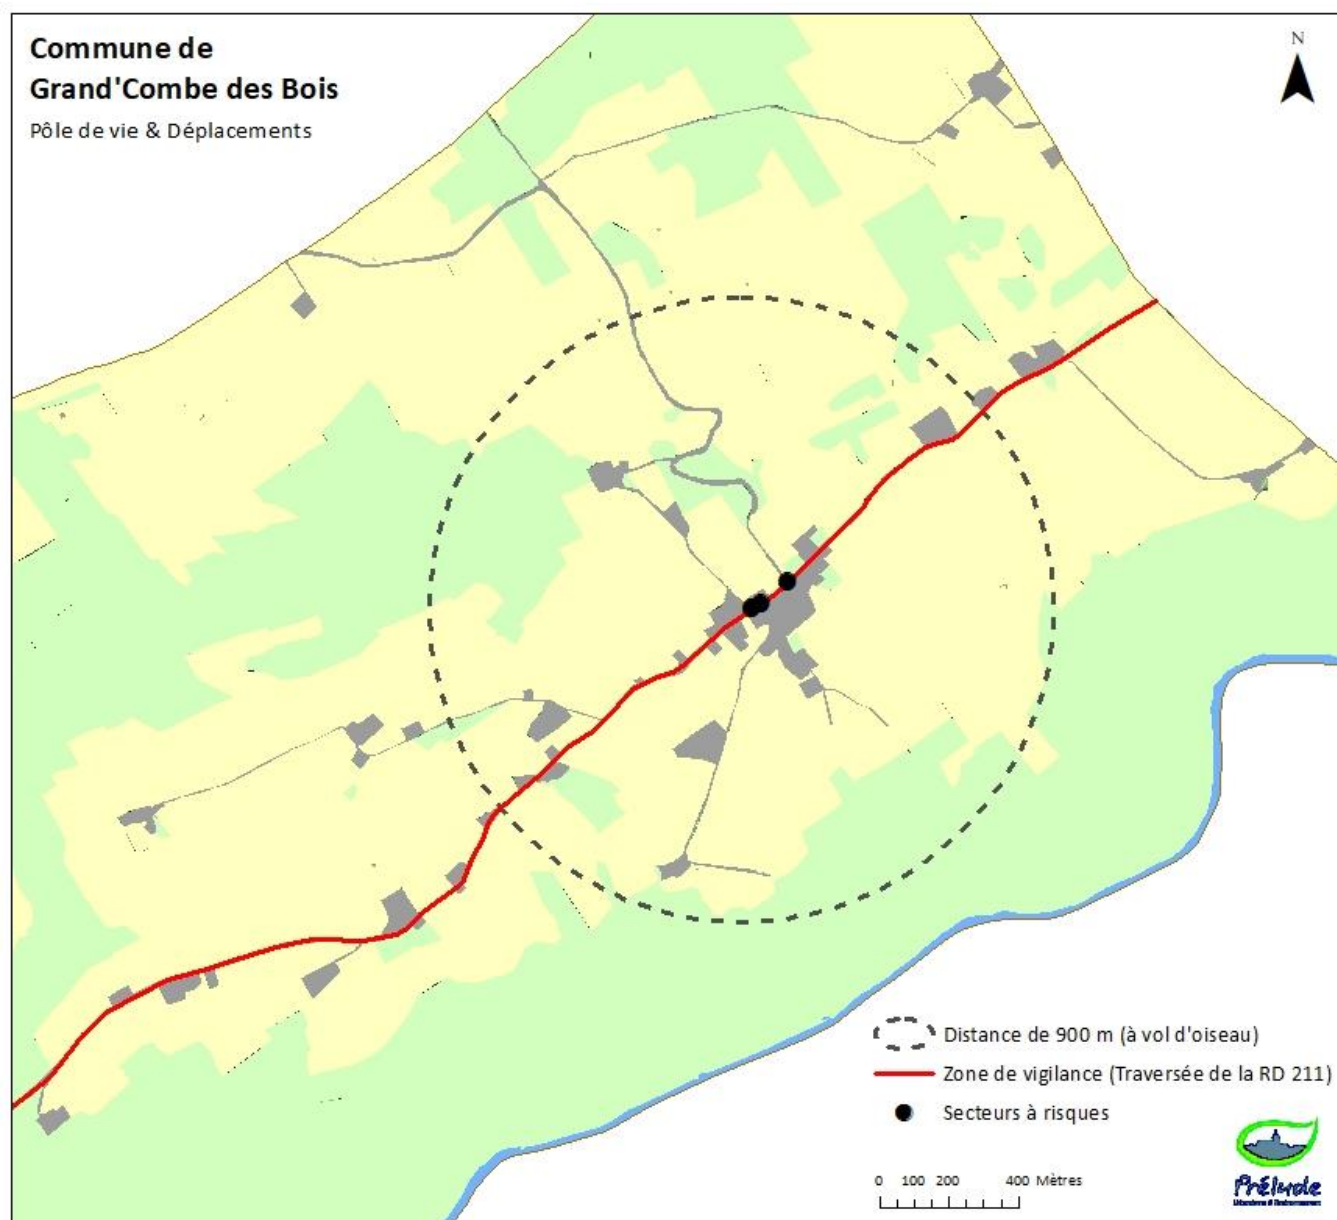 Commune de
Grand'Combe des Bois
Pôle de vie & Déplacements
N
Distance de 900 m (à vol d'oiseau)
Zone de vigilance (Traversée de la RD 211)
Secteurs à risques
0 100 200 400 Mètres
Prélude